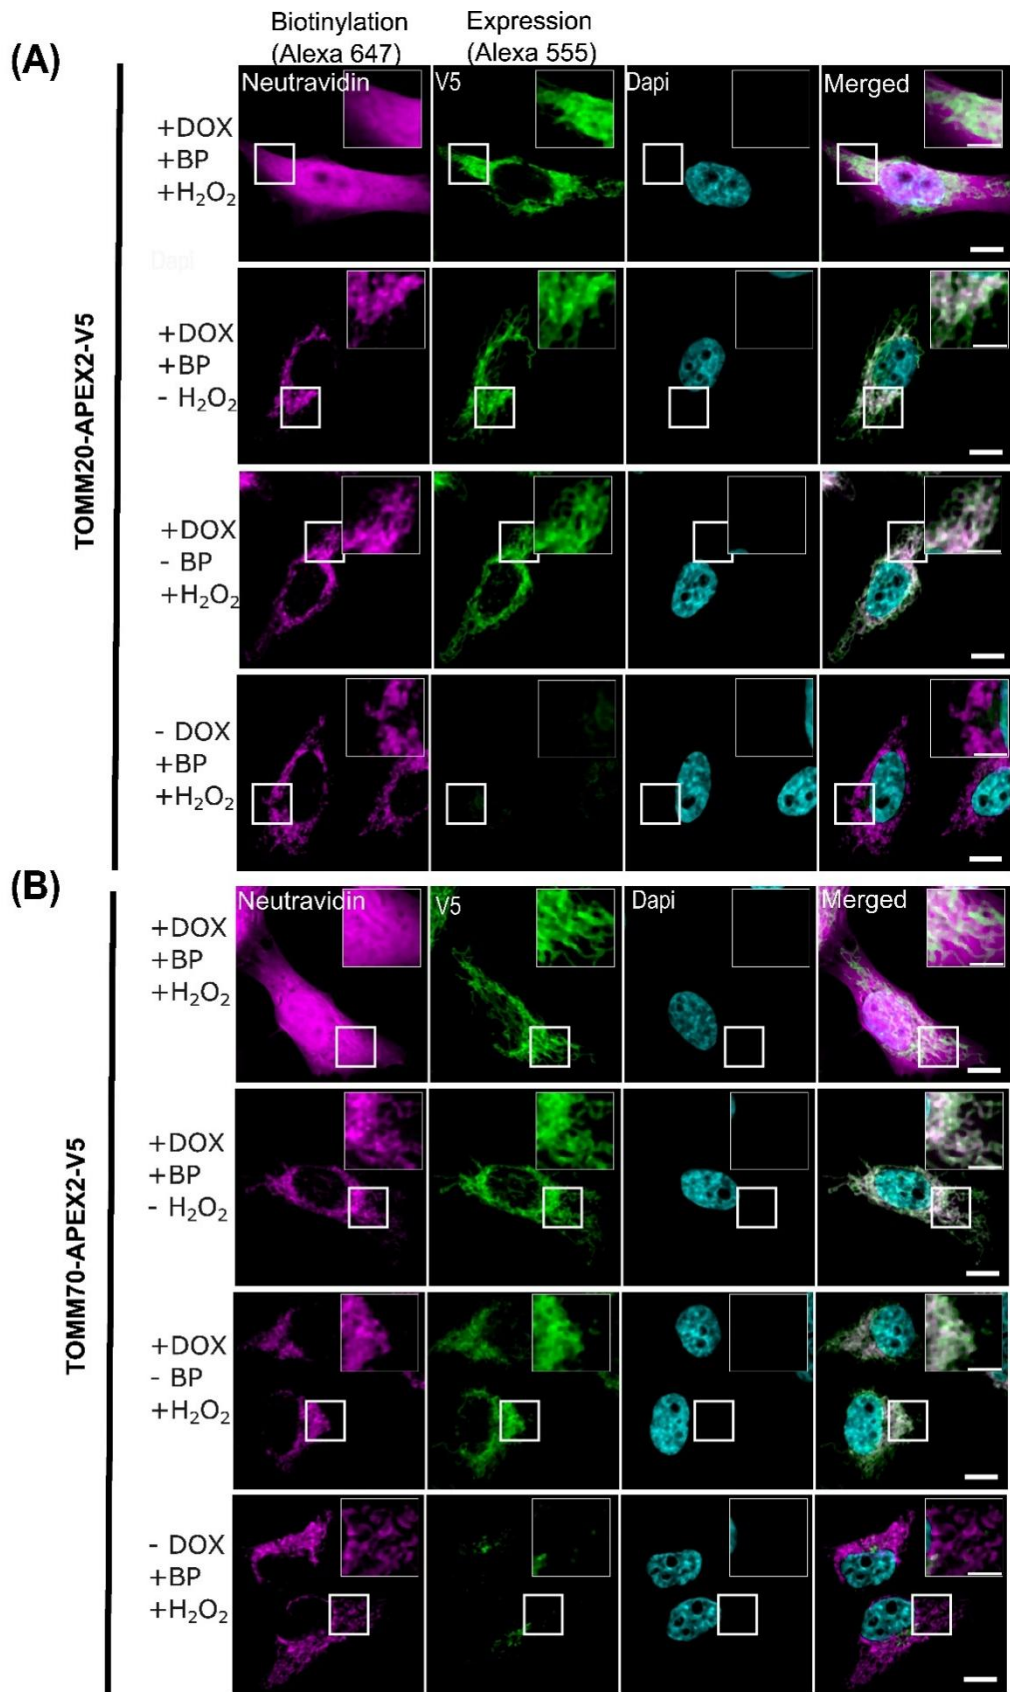 Biotinylation
(Alexa 647)
Expression
(Alexa 555)
(A)
Neutravidin
V5
Dapi
Merged
TOMM20-APEX2-V5
+DOX
+BP
+H₂O₂
Dapi
+DOX
+BP
- H₂O₂
+DOX
- BP
+H₂O₂
- DOX
+BP
+H₂O₂
(B)
Neutravidin
V5
Dapi
Merged
TOMM70-APEX2-V5
+DOX
+BP
+H₂O₂
+DOX
+BP
- H₂O₂
+DOX
- BP
+H₂O₂
- DOX
+BP
+H₂O₂